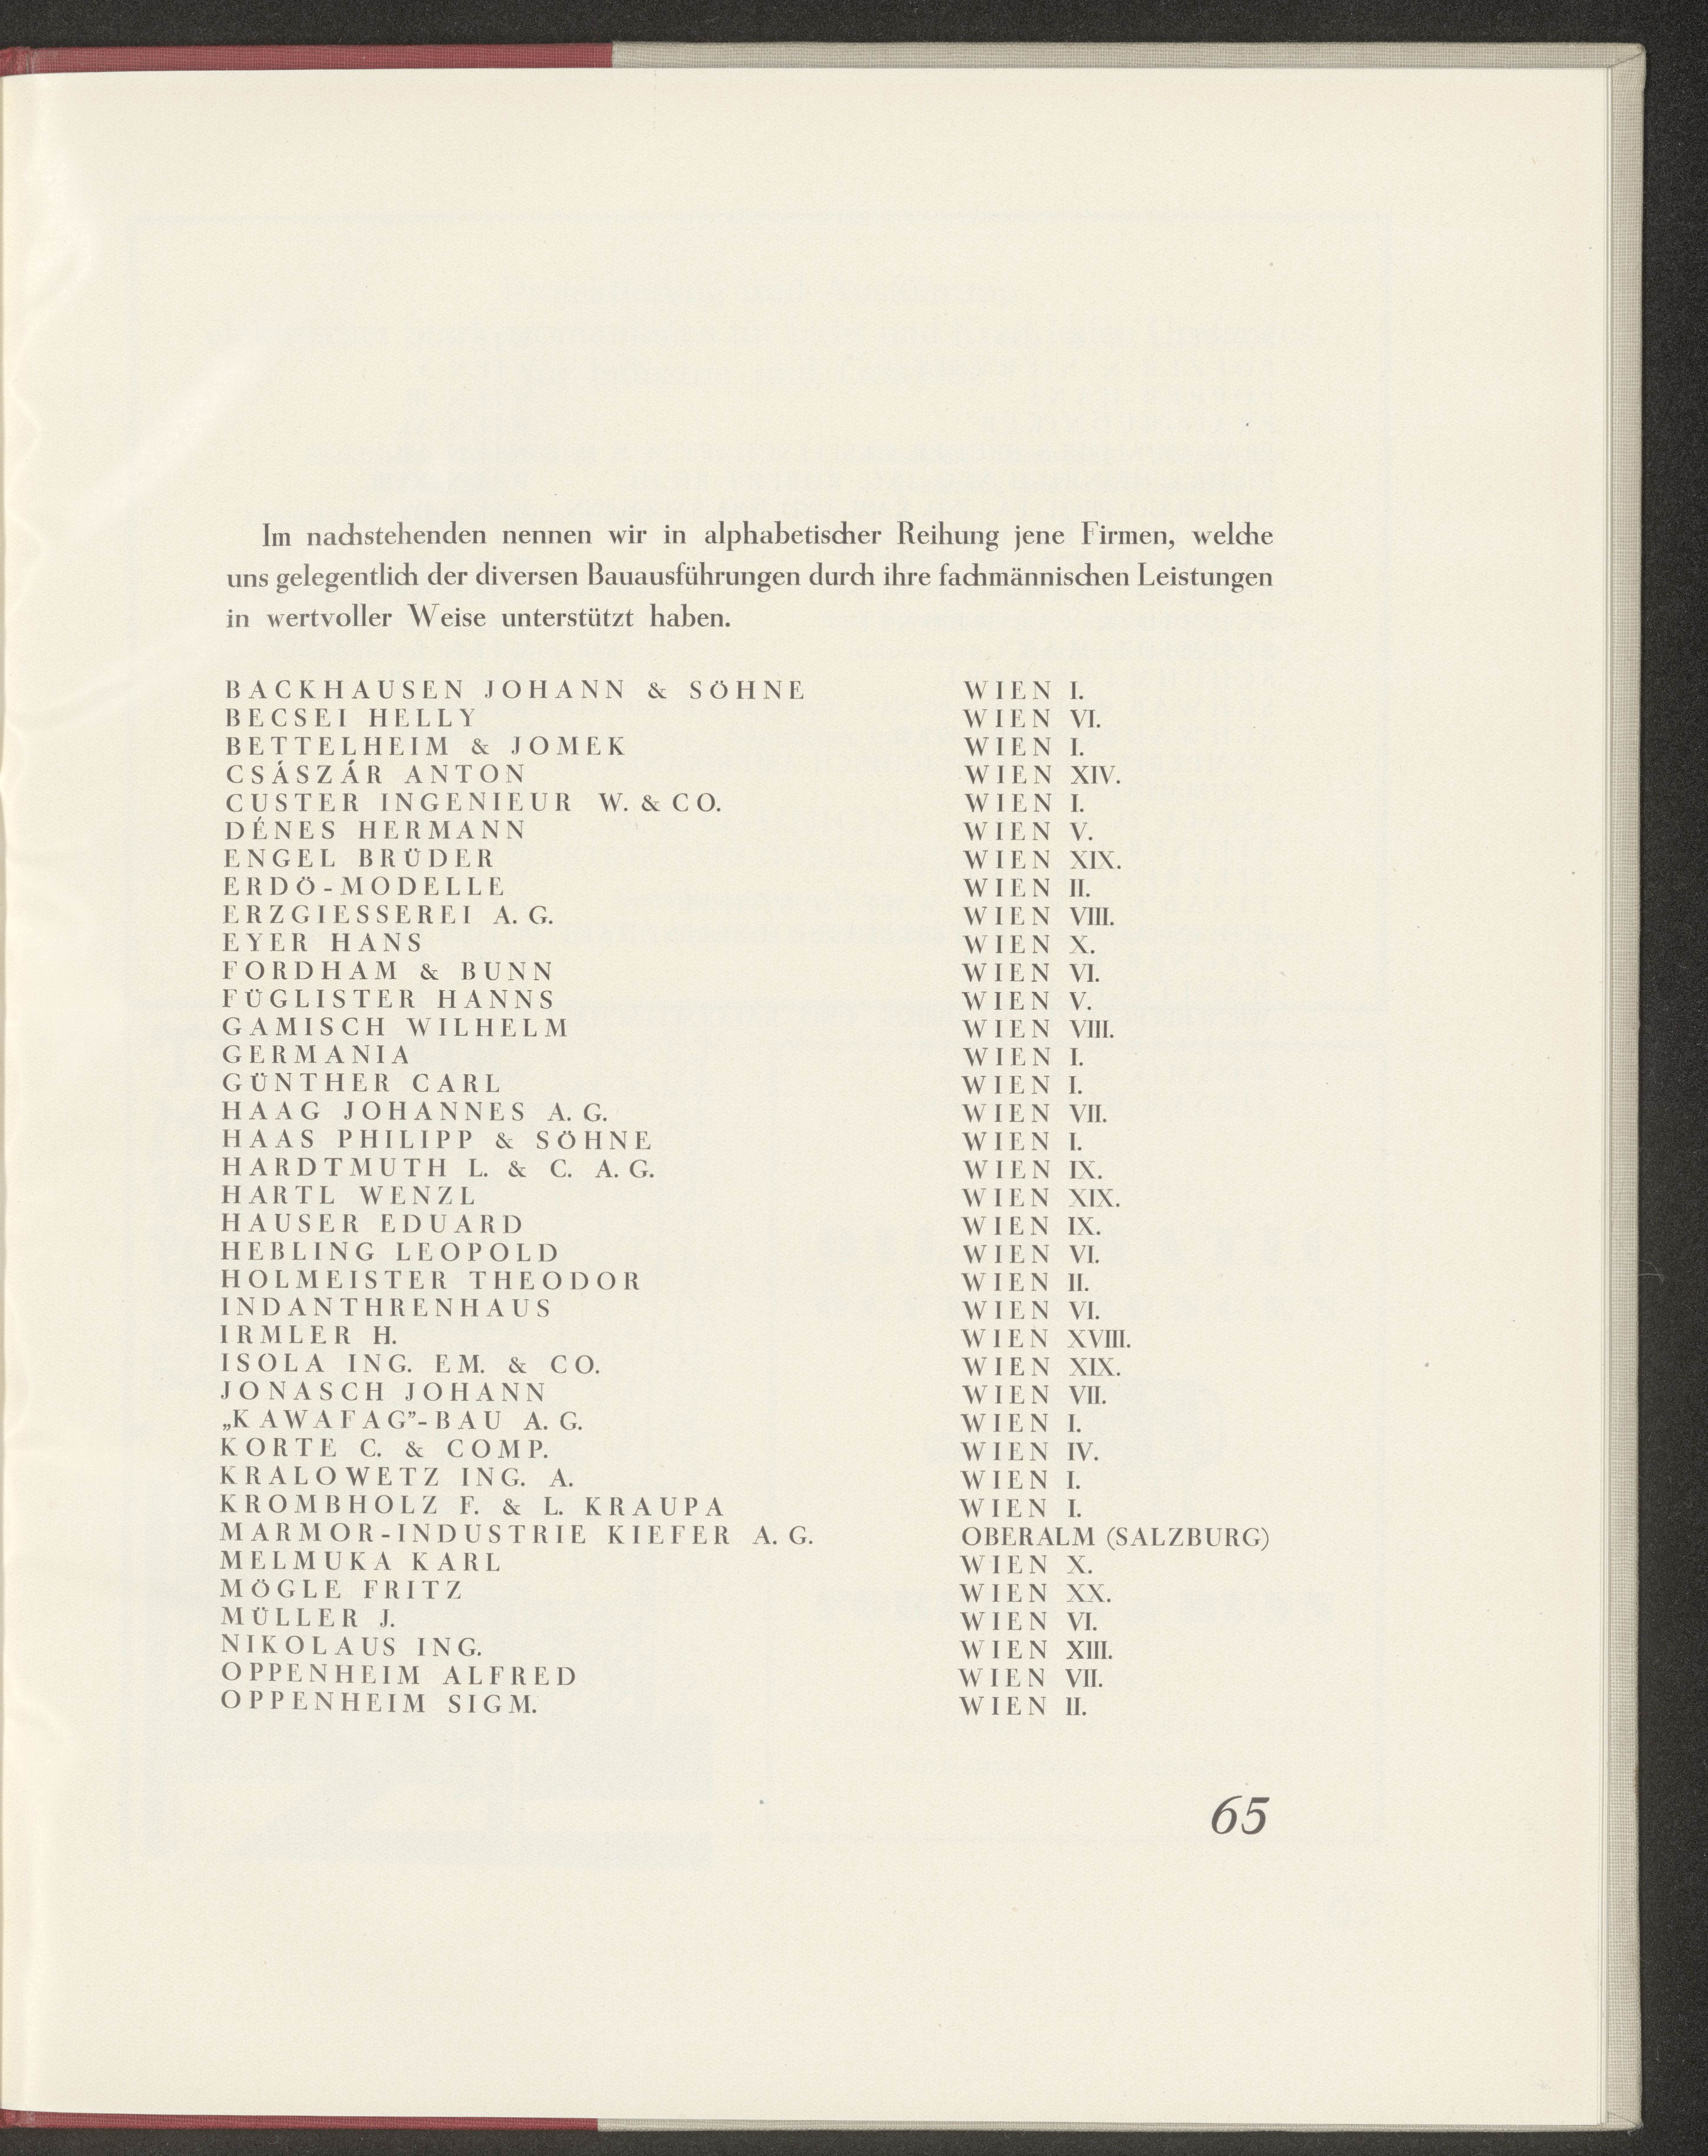 Im nachstehenden nennen wir in alphabetischer Reihung jene Firmen, welche
uns gelegentlich der diversen Bauausführungen durch ihre fachmännischen Leistungen
in wertvoller Weise unterstützt haben.
BACKHAUSEN JOHANN & SÖHNE WIEN I.
BECSEI HELLY WIEN VI.
BETTELHEIM & JOMEK WIEN I.
CSÁSZÁR ANTON WIEN XIV.
CUSTER INGENIEUR W. & CO. WIEN I.
DÉNES HERMANN WIEN V.
ENGEL BRÜDER WIEN XIX.
ERDÖ-MODELLE WIEN II.
ERZGIESSEREI A. G. WIEN VIII.
EYER HANS WIEN X.
FORDHAM & BUNN WIEN VI.
FÜGLISTER HANNS WIEN V.
GAMISCH WILHELM WIEN VIII.
GERMANIA WIEN I.
GÜNTHER CARL WIEN I.
HAAG JOHANNES A. G. WIEN VII.
HAAS PHILIPP & SÖHNE WIEN I.
HARDTMUTH L. & C. A. G. WIEN IX.
HARTL WENZL WIEN XIX.
HAUSER EDUARD WIEN IX.
HEBLING LEOPOLD WIEN VI.
HOLMEISTER THEODOR WIEN II.
INDANTHRENHAUS WIEN VI.
IRMLER H. WIEN XVIII.
ISOLA ING. EM. & CO. WIEN XIX.
JONASCH JOHANN WIEN VII.
„KAWAFAG”-BAU A. G. WIEN I.
KORTE C. & COMP. WIEN IV.
KRALOWETZ ING. A. WIEN I.
KROMBHOLZ F. & L. KRAUPA WIEN I.
MARMOR-INDUSTRIE KIEFER A. G. OBERALM (SALZBURG)
MELMUKA KARL WIEN X.
MÖGLE FRITZ WIEN XX.
MÜLLER J. WIEN VI.
NIKOLAUS ING. WIEN XIII.
OPPENHEIM ALFRED WIEN VII.
OPPENHEIM SIGM. WIEN II.
65